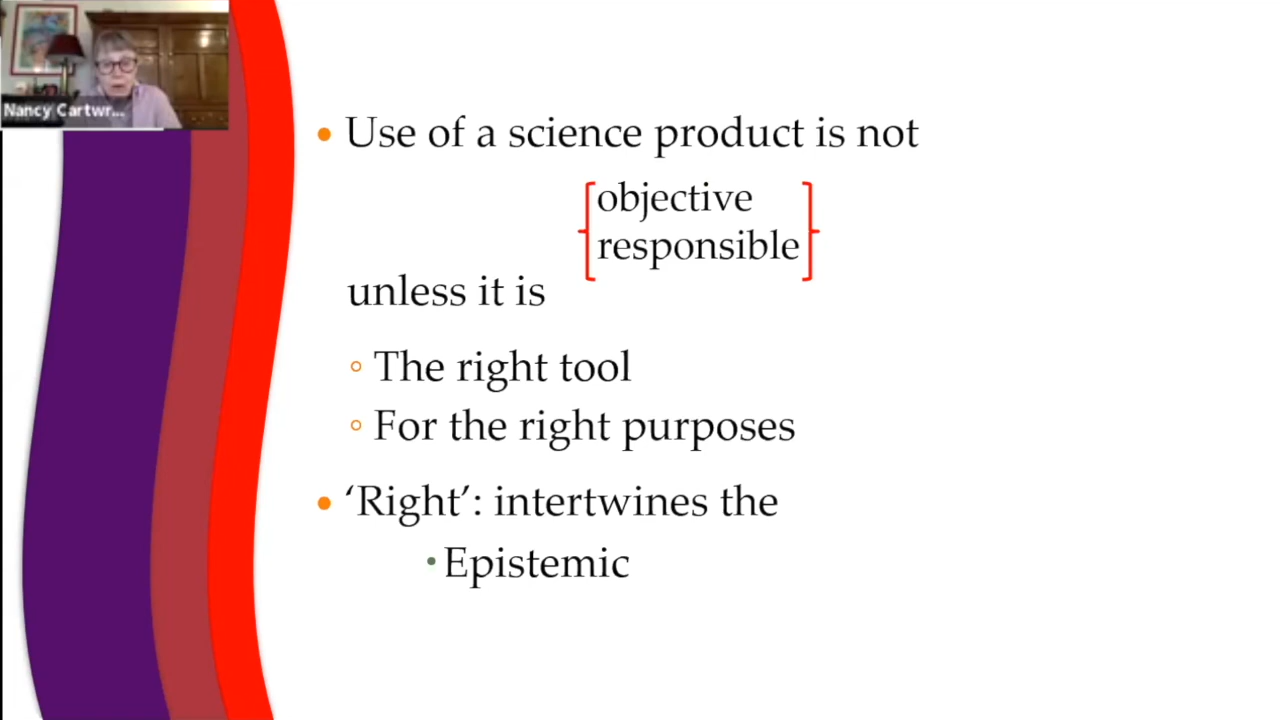 Nancy Cartwr...
• Use of a science product is not
objective
responsible
unless it is
◦ The right tool
◦ For the right purposes
• ‘Right’: intertwines the
• Epistemic